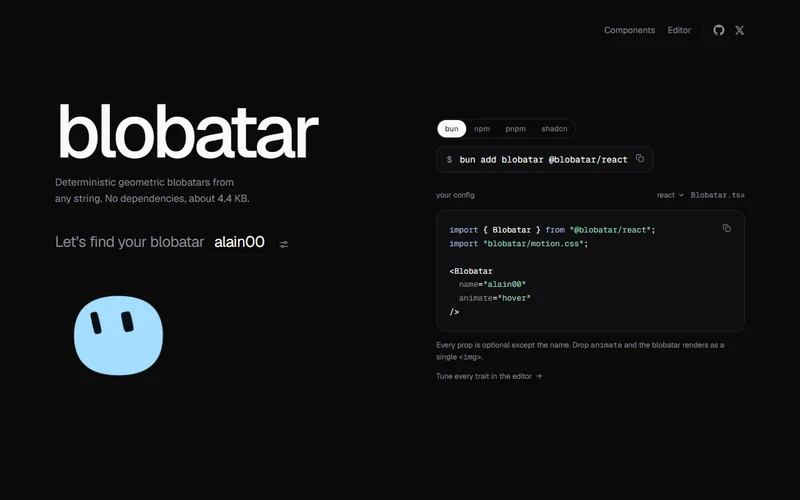 Components Editor
blobatar
Deterministic geometric blobatars from
any string. No dependencies, about 4.4 KB.
Let's find your blobatar alain00
bun npm pnpm shadcn
$ bun add blobatar @blobatar/react
your config react Blobatar.tsx
import { Blobatar } from "@blobatar/react";
import "blobatar/motion.css";
<Blobatar
name="alain00"
animate="hover"
/>
Every prop is optional except the name. Drop animate and the blobatar renders as a
single <img>.
Tune every trait in the editor →